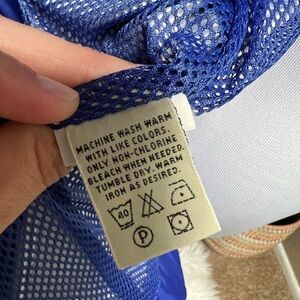 MACHINE WASH WARM
WITH LIKE COLORS.
ONLY NON-CHLORINE
BLEACH WHEN NEEDED.
TUMBLE DRY. WARM
IRON AS DESIRED.
40
P